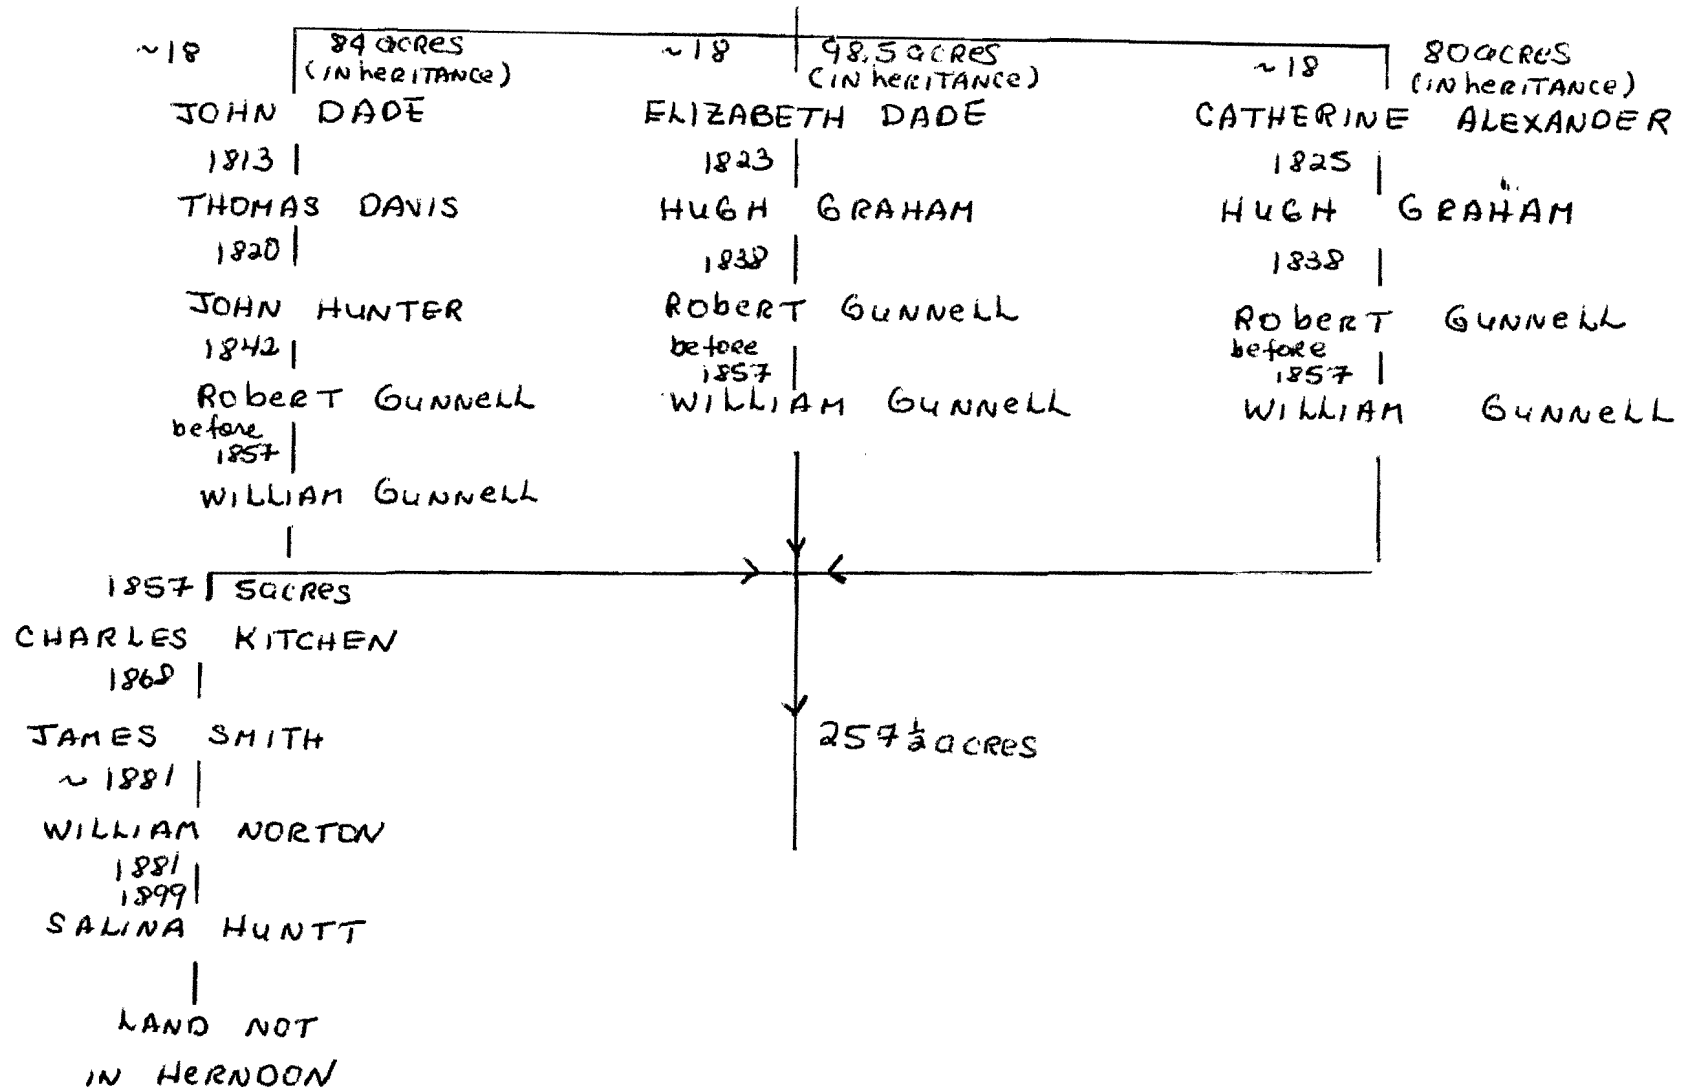 ~18 84 acres ~18 98.5 acres ~18 80 acres
(inheritance) (inheritance) (inheritance)
JOHN DADE ELIZABETH DADE CATHERINE ALEXANDER
1813 1823 1825
THOMAS DAVIS HUGH GRAHAM HUGH GRAHAM
1820 1838 1838
JOHN HUNTER Robert Gunnell Robert Gunnell
1842 before before
1857 1857
Robert Gunnell WILLIAM GUNNELL WILLIAM GUNNELL
before
1857
WILLIAM GUNNELL
1857 5 acres
CHARLES KITCHEN
1868
JAMES SMITH 257 ½ acres
~ 1881
WILLIAM NORTON
1881
1899
SALINA HUNTT
LAND NOT
IN HERNDON